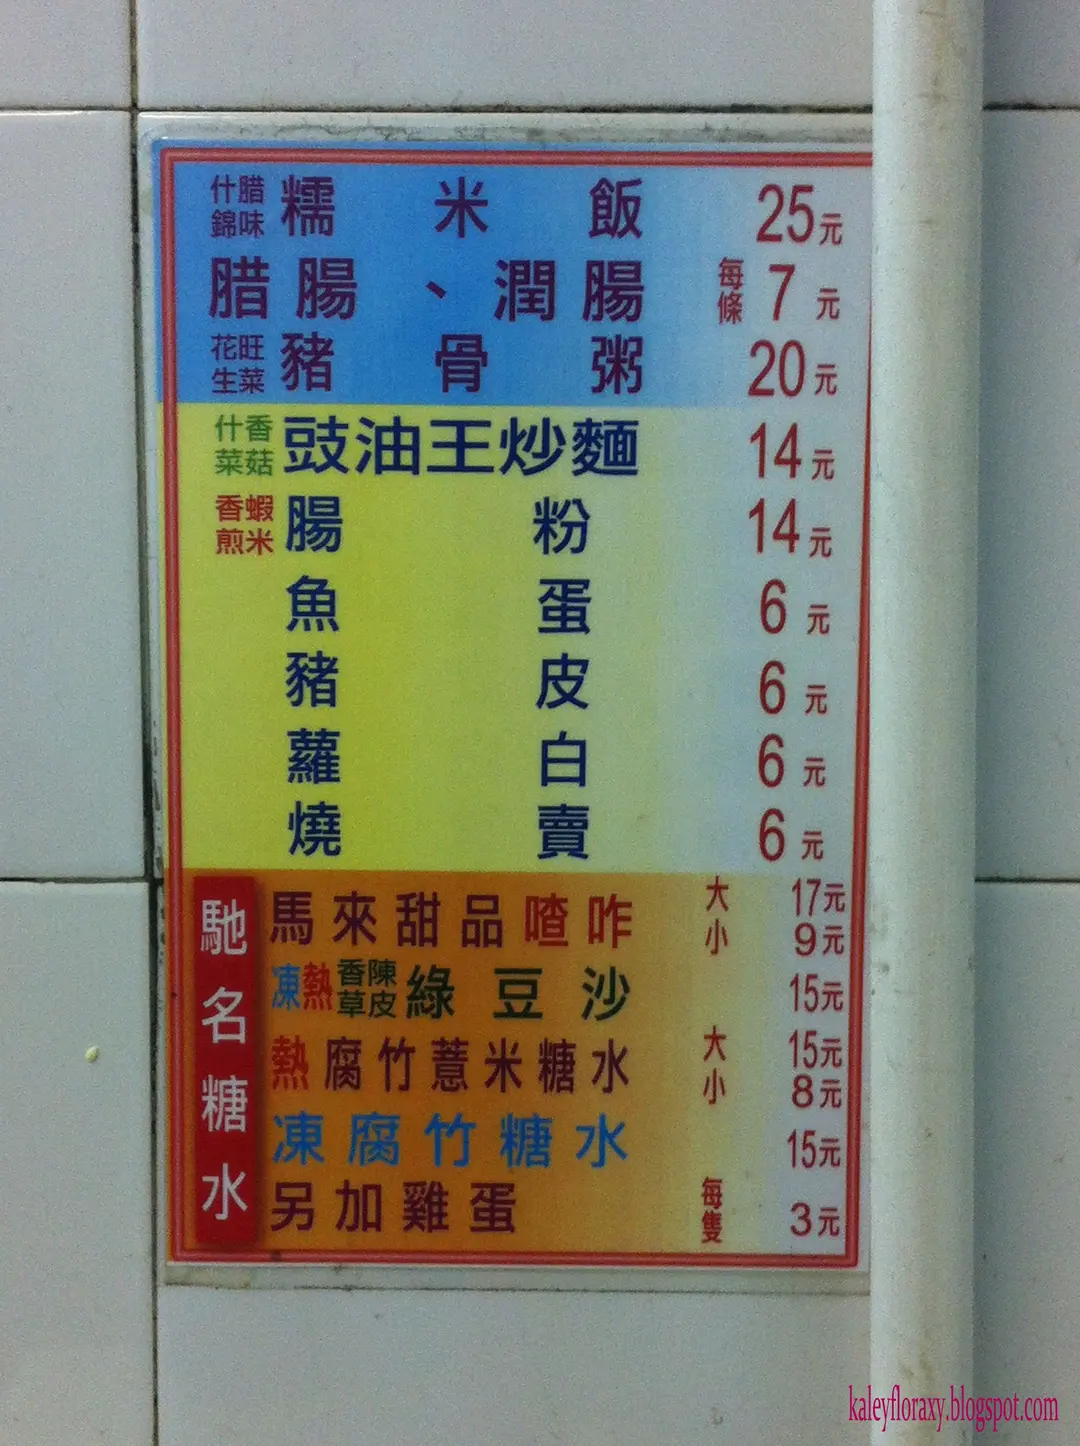 臘味什錦糯米飯 25元
腊腸、潤腸 每條 7元
旺菜花生豬骨粥 20元
香菇什菜豉油王炒麵 14元
蝦米香煎腸粉 14元
魚蛋 6元
豬皮 6元
蘿白 6元
燒賣 6元
馳名糖水
馬來甜品喳咋 大 17元
小 9元
凍熱陳皮香草綠豆沙 15元
熱腐竹薏米糖水 大 15元
小 8元
凍腐竹糖水 15元
另加雞蛋 每隻 3元
kaleyfloraxy.blogspot.com